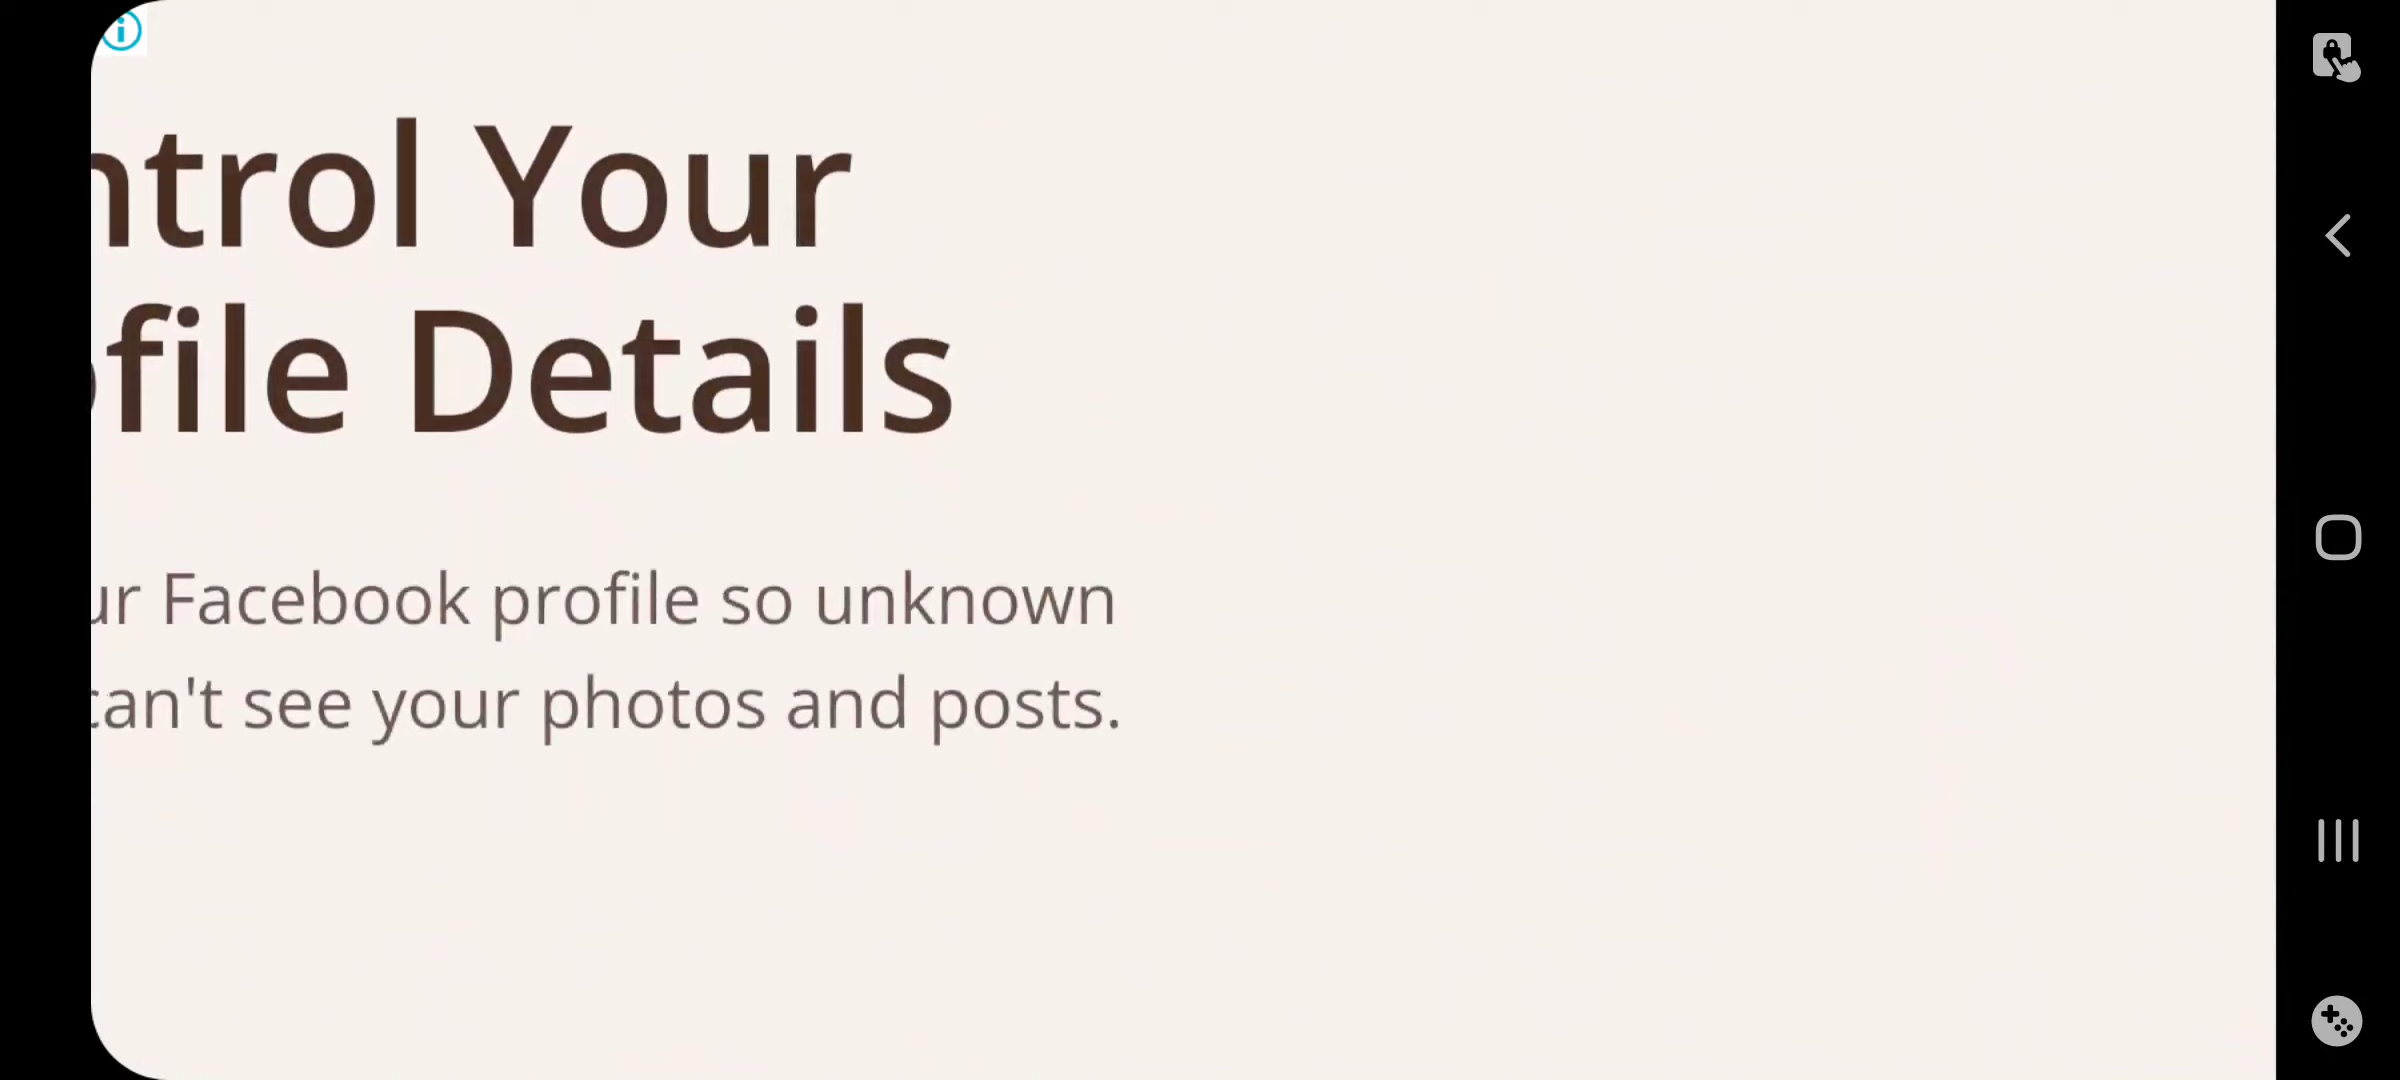 ntrol Your
file Details
ur Facebook profile so unknown
can't see your photos and posts.